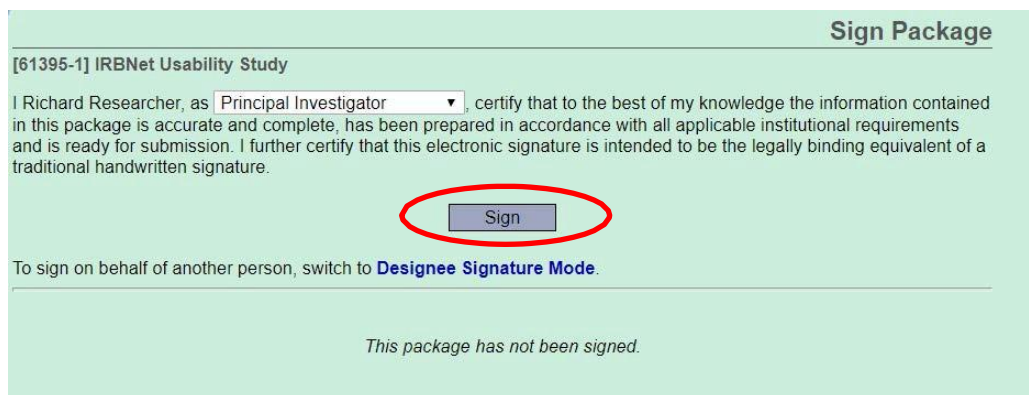 Sign Package
[61395-1] IRBNet Usability Study
I Richard Researcher, as Principal Investigator ▼, certify that to the best of my knowledge the information contained
in this package is accurate and complete, has been prepared in accordance with all applicable institutional requirements
and is ready for submission. I further certify that this electronic signature is intended to be the legally binding equivalent of a
traditional handwritten signature.
Sign
To sign on behalf of another person, switch to Designee Signature Mode.
This package has not been signed.